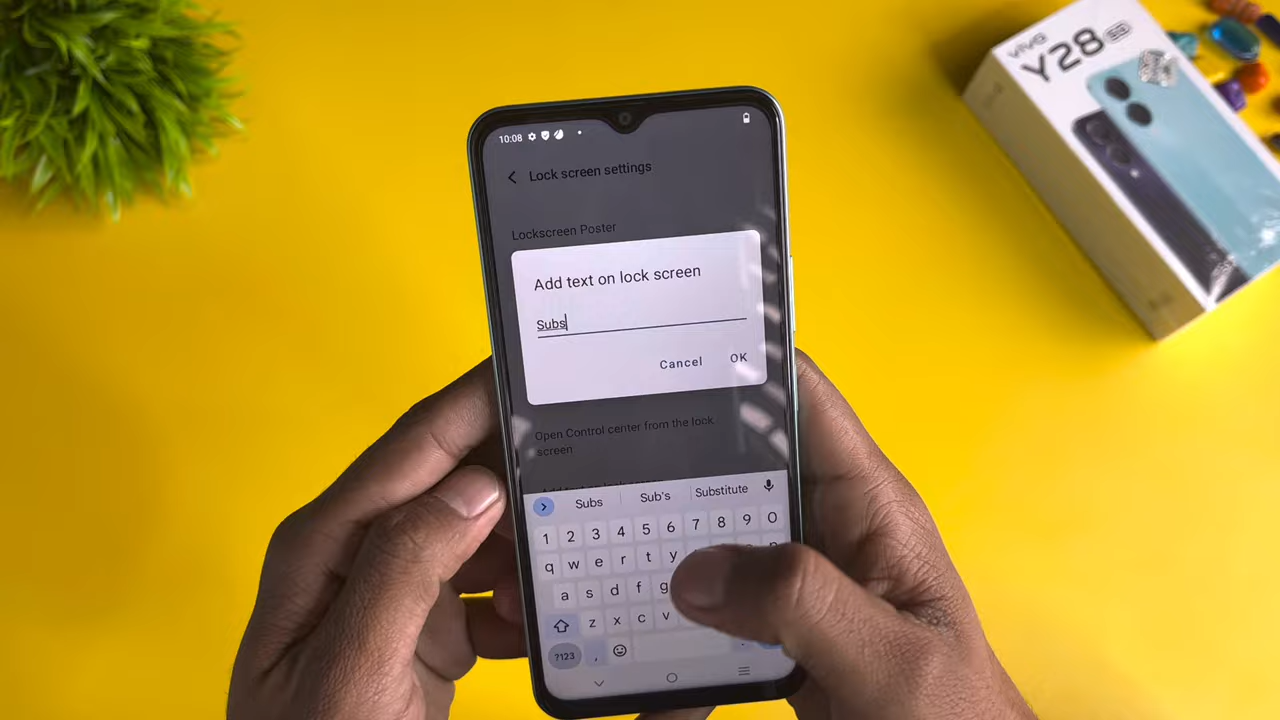 vivo
Y28 5G
10:08
Lock screen settings
Lockscreen Poster
Add text on lock screen
Subs
Cancel OK
Open Control center from the lock
screen
Subs Sub's Substitute
1 2 3 4 5 6 7 8 9 0
q w e r t y
a s d f g
z x c v
?123 ,